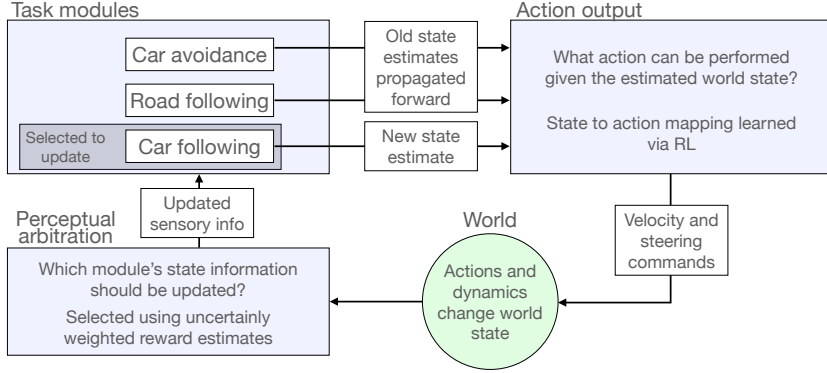 Task modules
Action output
Car avoidance
Road following
Selected to
update
Car following
Old state
estimates
propagated
forward
New state
estimate
What action can be performed
given the estimated world state?
State to action mapping learned
via RL
Updated
sensory info
Velocity and
steering
commands
Perceptual
arbitration
Which module's state information
should be updated?
Selected using uncertainly
weighted reward estimates
World
Actions and
dynamics
change world
state